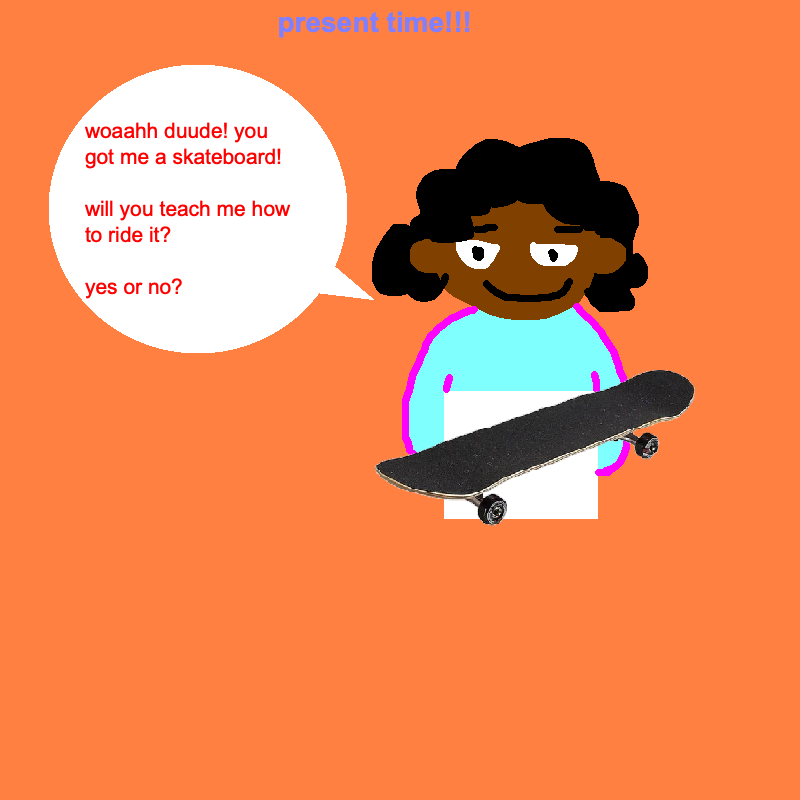 present time!!!
woaahh duude! you
got me a skateboard!
will you teach me how
to ride it?
yes or no?